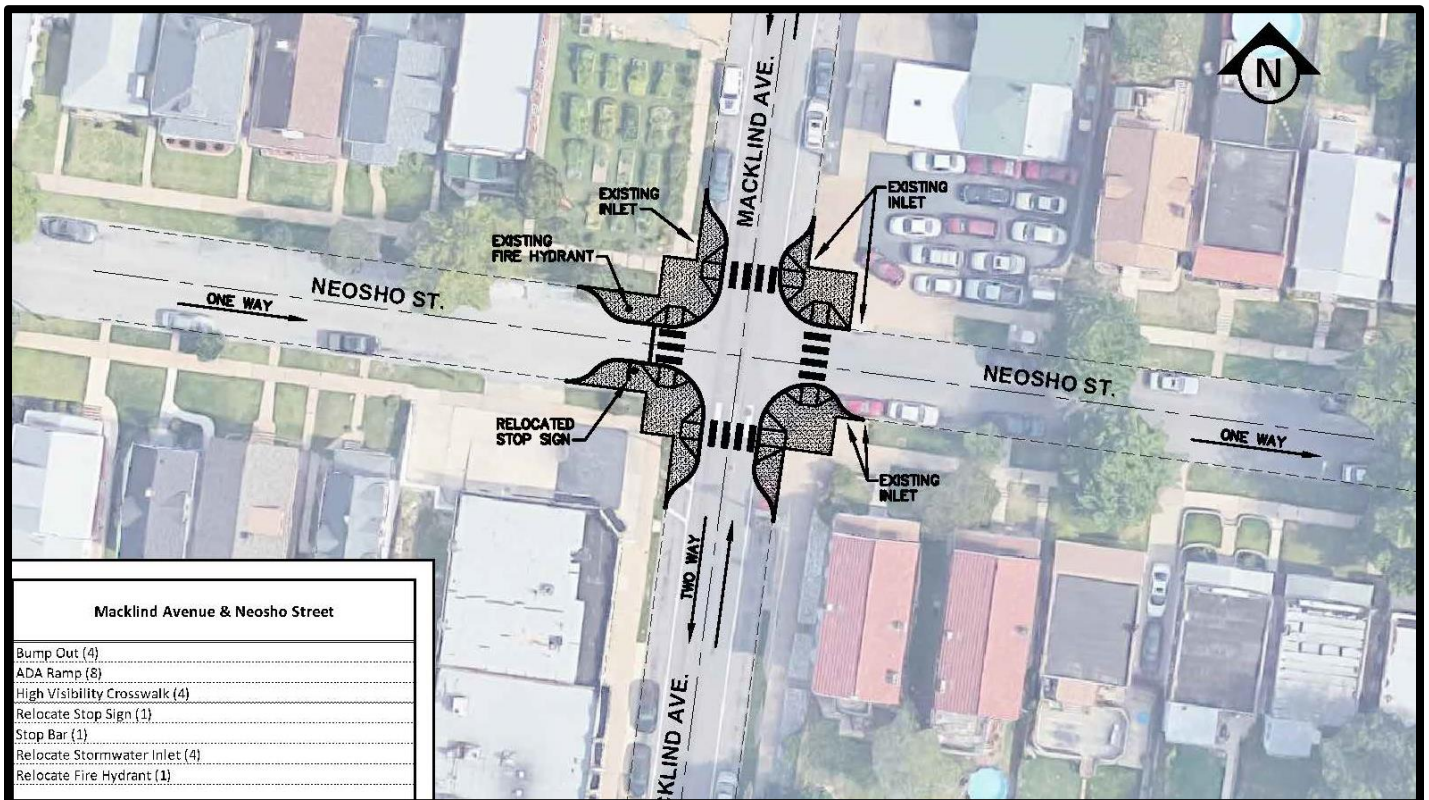 MACKLIND AVE.
N
EXISTING
INLET
EXISTING
INLET
EXISTING
FIRE HYDRANT
NEOSHO ST.
ONE WAY
NEOSHO ST.
ONE WAY
RELOCATED
STOP SIGN
EXISTING
INLET
TWO WAY
CKLIND AVE.
Macklind Avenue & Neosho Street
Bump Out (4)
ADA Ramp (8)
High Visibility Crosswalk (4)
Relocate Stop Sign (1)
Stop Bar (1)
Relocate Stormwater Inlet (4)
Relocate Fire Hydrant (1)